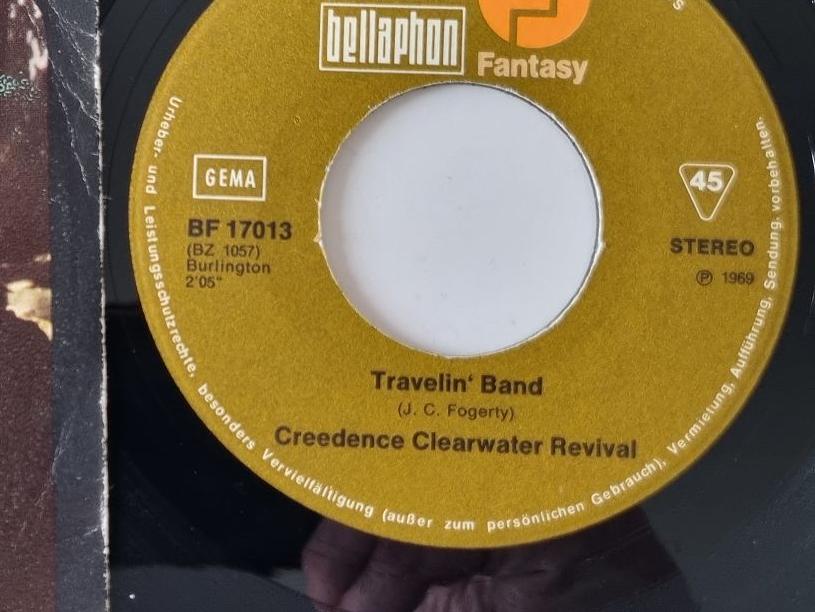 bellaphon
Fantasy
GEMA
45
BF 17013
(BZ 1057)
Burlington
2'05"
STEREO
Ⓟ 1969
Travelin' Band
(J. C. Fogerty)
Creedence Clearwater Revival
Urheber- und Leistungsschutzrechte, besonders Vervielfältigung (außer zum persönlichen Gebrauch), Vermietung, Aufführung, Sendung, vorbehalten.